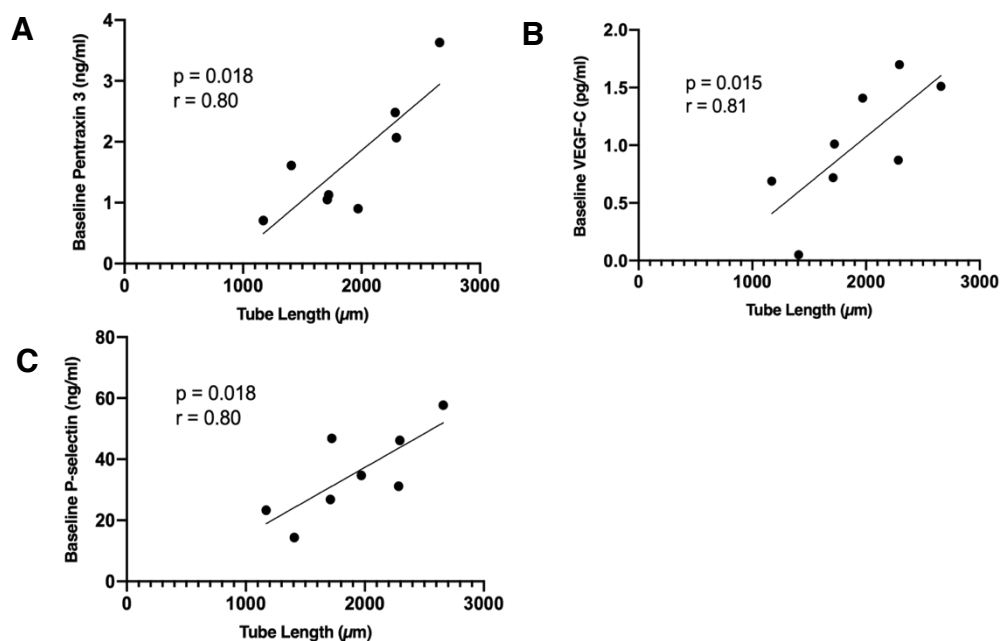 A
Baseline Pentraxin 3 (ng/ml)
4
3
2
1
0
p = 0.018
r = 0.80
0 1000 2000 3000
Tube Length (µm)
B
Baseline VEGF-C (pg/ml)
2.0
1.5
1.0
0.5
0.0
p = 0.015
r = 0.81
0 1000 2000 3000
Tube Length (µm)
C
Baseline P-selectin (ng/ml)
80
60
40
20
0
p = 0.018
r = 0.80
0 1000 2000 3000
Tube Length (µm)